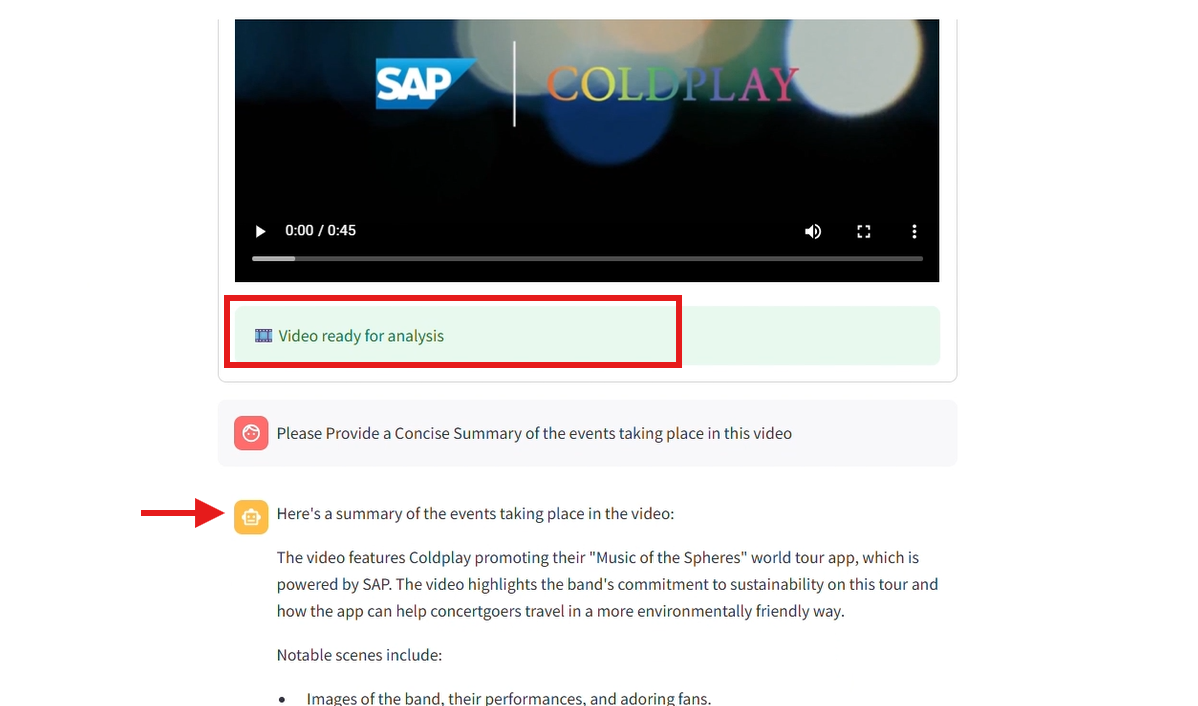 SAP
COLDPLAY
0:00 / 0:45
Video ready for analysis
Please Provide a Concise Summary of the events taking place in this video
Here's a summary of the events taking place in the video:
The video features Coldplay promoting their "Music of the Spheres" world tour app, which is
powered by SAP. The video highlights the band's commitment to sustainability on this tour and
how the app can help concertgoers travel in a more environmentally friendly way.
Notable scenes include:
• Images of the band, their performances, and adoring fans.